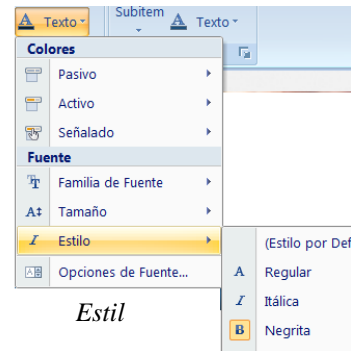 Texto
Subitem
Texto
Colores
Pasivo
Activo
Señalado
Fuente
Familia de Fuente
Tamaño
Estilo
Opciones de Fuente...
(Estilo por Def
Regular
Itálica
Negrita
Estil